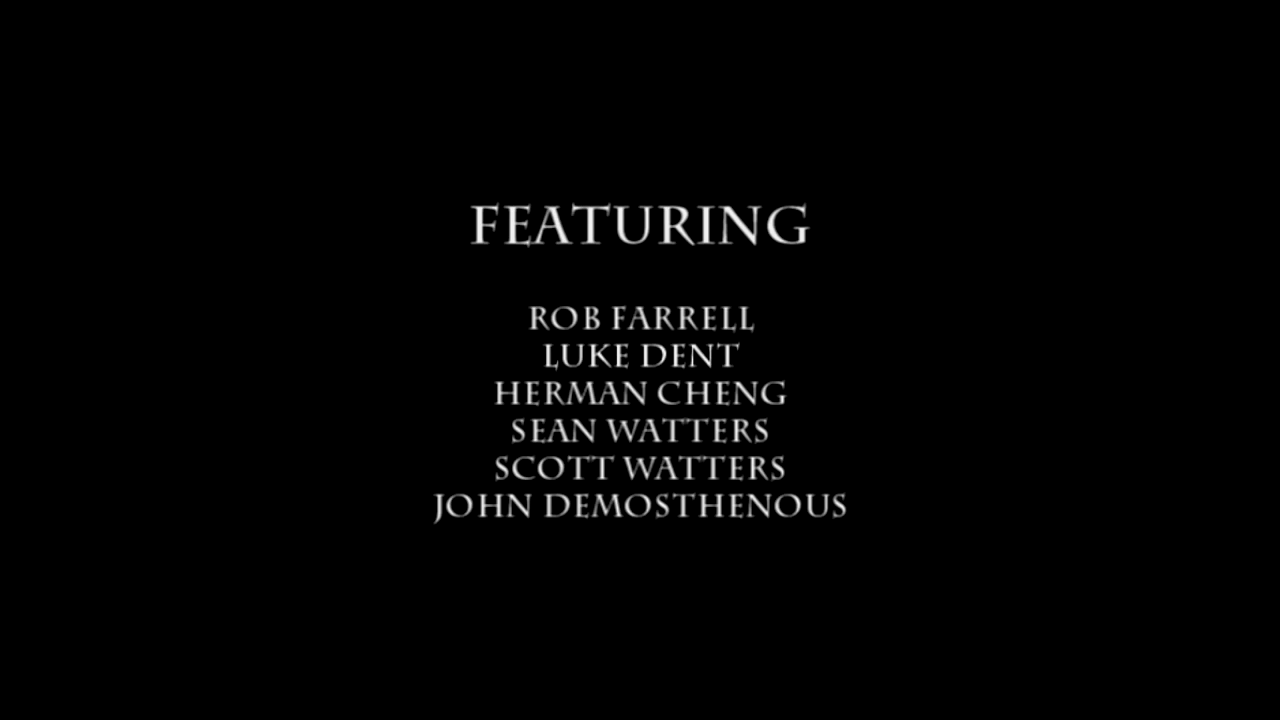 FEATURING
ROB FARRELL
LUKE DENT
HERMAN CHENG
SEAN WATTERS
SCOTT WATTERS
JOHN DEMOSTHENOUS